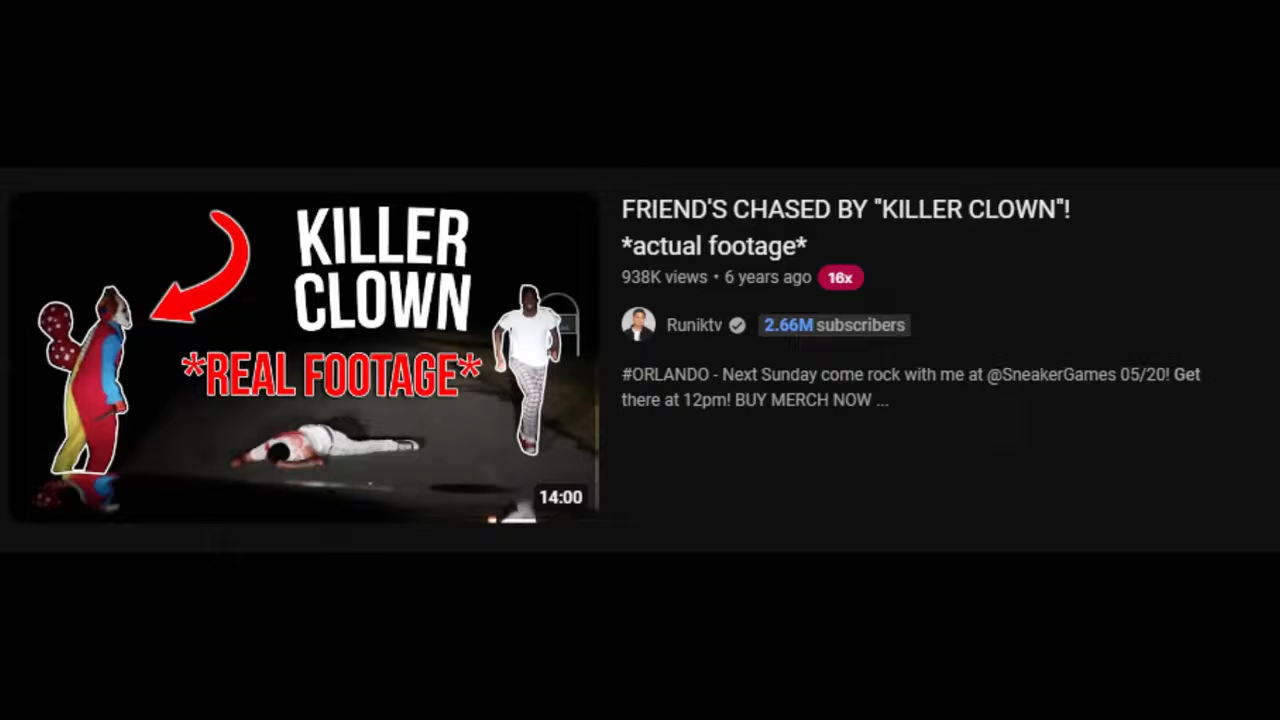 KILLER
CLOWN
*REAL FOOTAGE*
14:00
FRIEND'S CHASED BY "KILLER CLOWN"!
*actual footage*
938K views • 6 years ago 16x
Runiktv 2.66M subscribers
#ORLANDO - Next Sunday come rock with me at @SneakerGames 05/20! Get
there at 12pm! BUY MERCH NOW ...